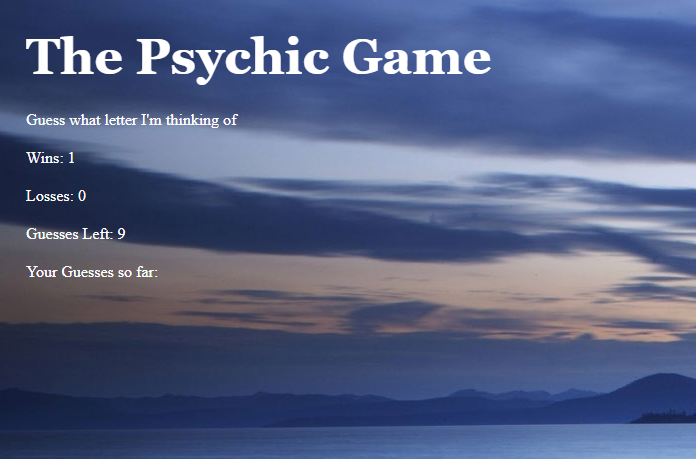 The Psychic Game
Guess what letter I'm thinking of
Wins: 1
Losses: 0
Guesses Left: 9
Your Guesses so far: